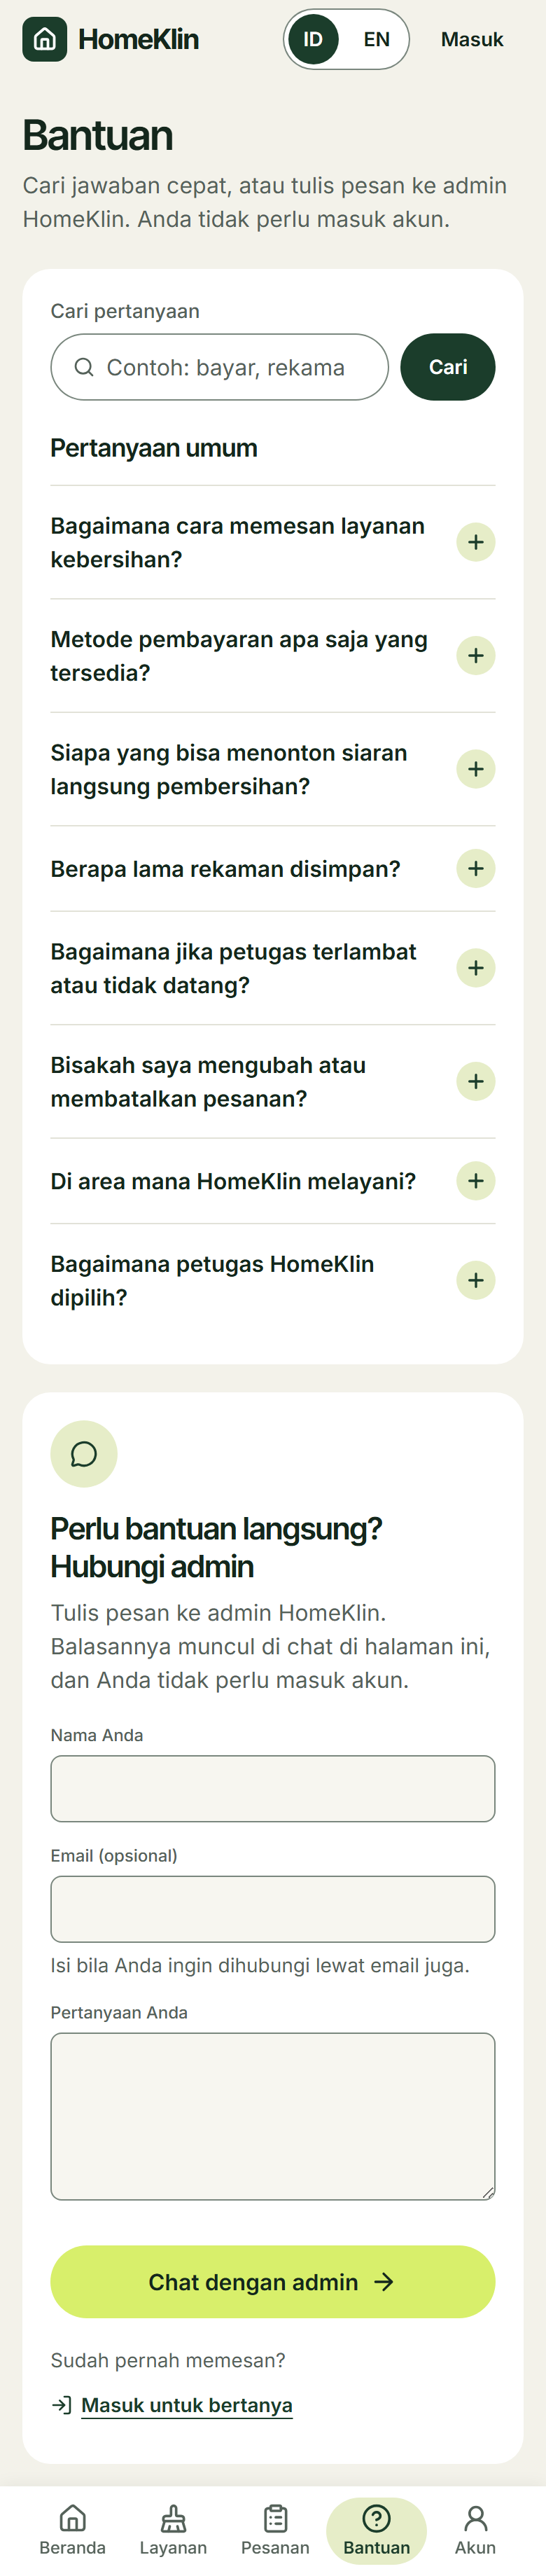 HomeKlin
ID EN
Masuk
Bantuan
Cari jawaban cepat, atau tulis pesan ke admin
HomeKlin. Anda tidak perlu masuk akun.
Cari pertanyaan
Contoh: bayar, rekama
Cari
Pertanyaan umum
Bagaimana cara memesan layanan
kebersihan?
Metode pembayaran apa saja yang
tersedia?
Siapa yang bisa menonton siaran
langsung pembersihan?
Berapa lama rekaman disimpan?
Bagaimana jika petugas terlambat
atau tidak datang?
Bisakah saya mengubah atau
membatalkan pesanan?
Di area mana HomeKlin melayani?
Bagaimana petugas HomeKlin
dipilih?
Perlu bantuan langsung?
Hubungi admin
Tulis pesan ke admin HomeKlin.
Balasannya muncul di chat di halaman ini,
dan Anda tidak perlu masuk akun.
Nama Anda
Email (opsional)
Isi bila Anda ingin dihubungi lewat email juga.
Pertanyaan Anda
Chat dengan admin
Sudah pernah memesan?
Masuk untuk bertanya
Beranda
Layanan
Pesanan
Bantuan
Akun